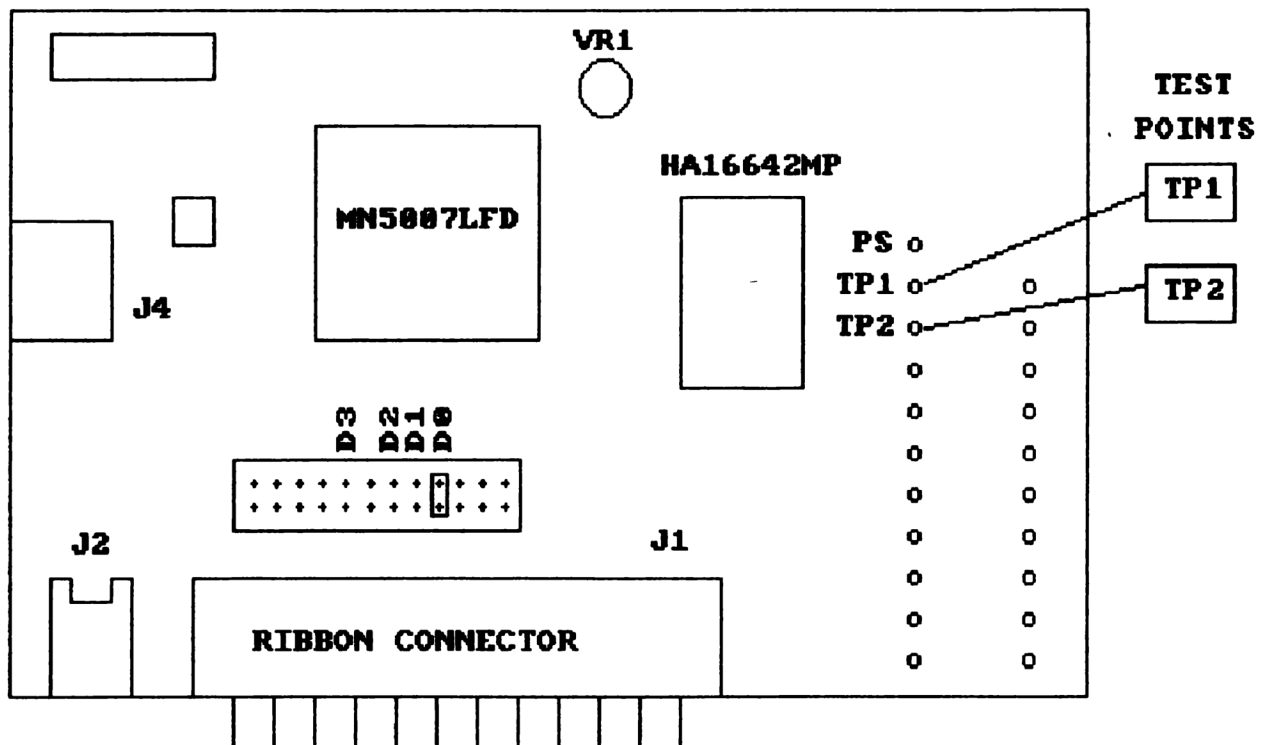 VR1
TEST
POINTS
HA16642MP
TP1
MN5007LFD
PS
TP1
TP2
TP2
J4
D3 D2 D1 D0
J2
J1
RIBBON CONNECTOR